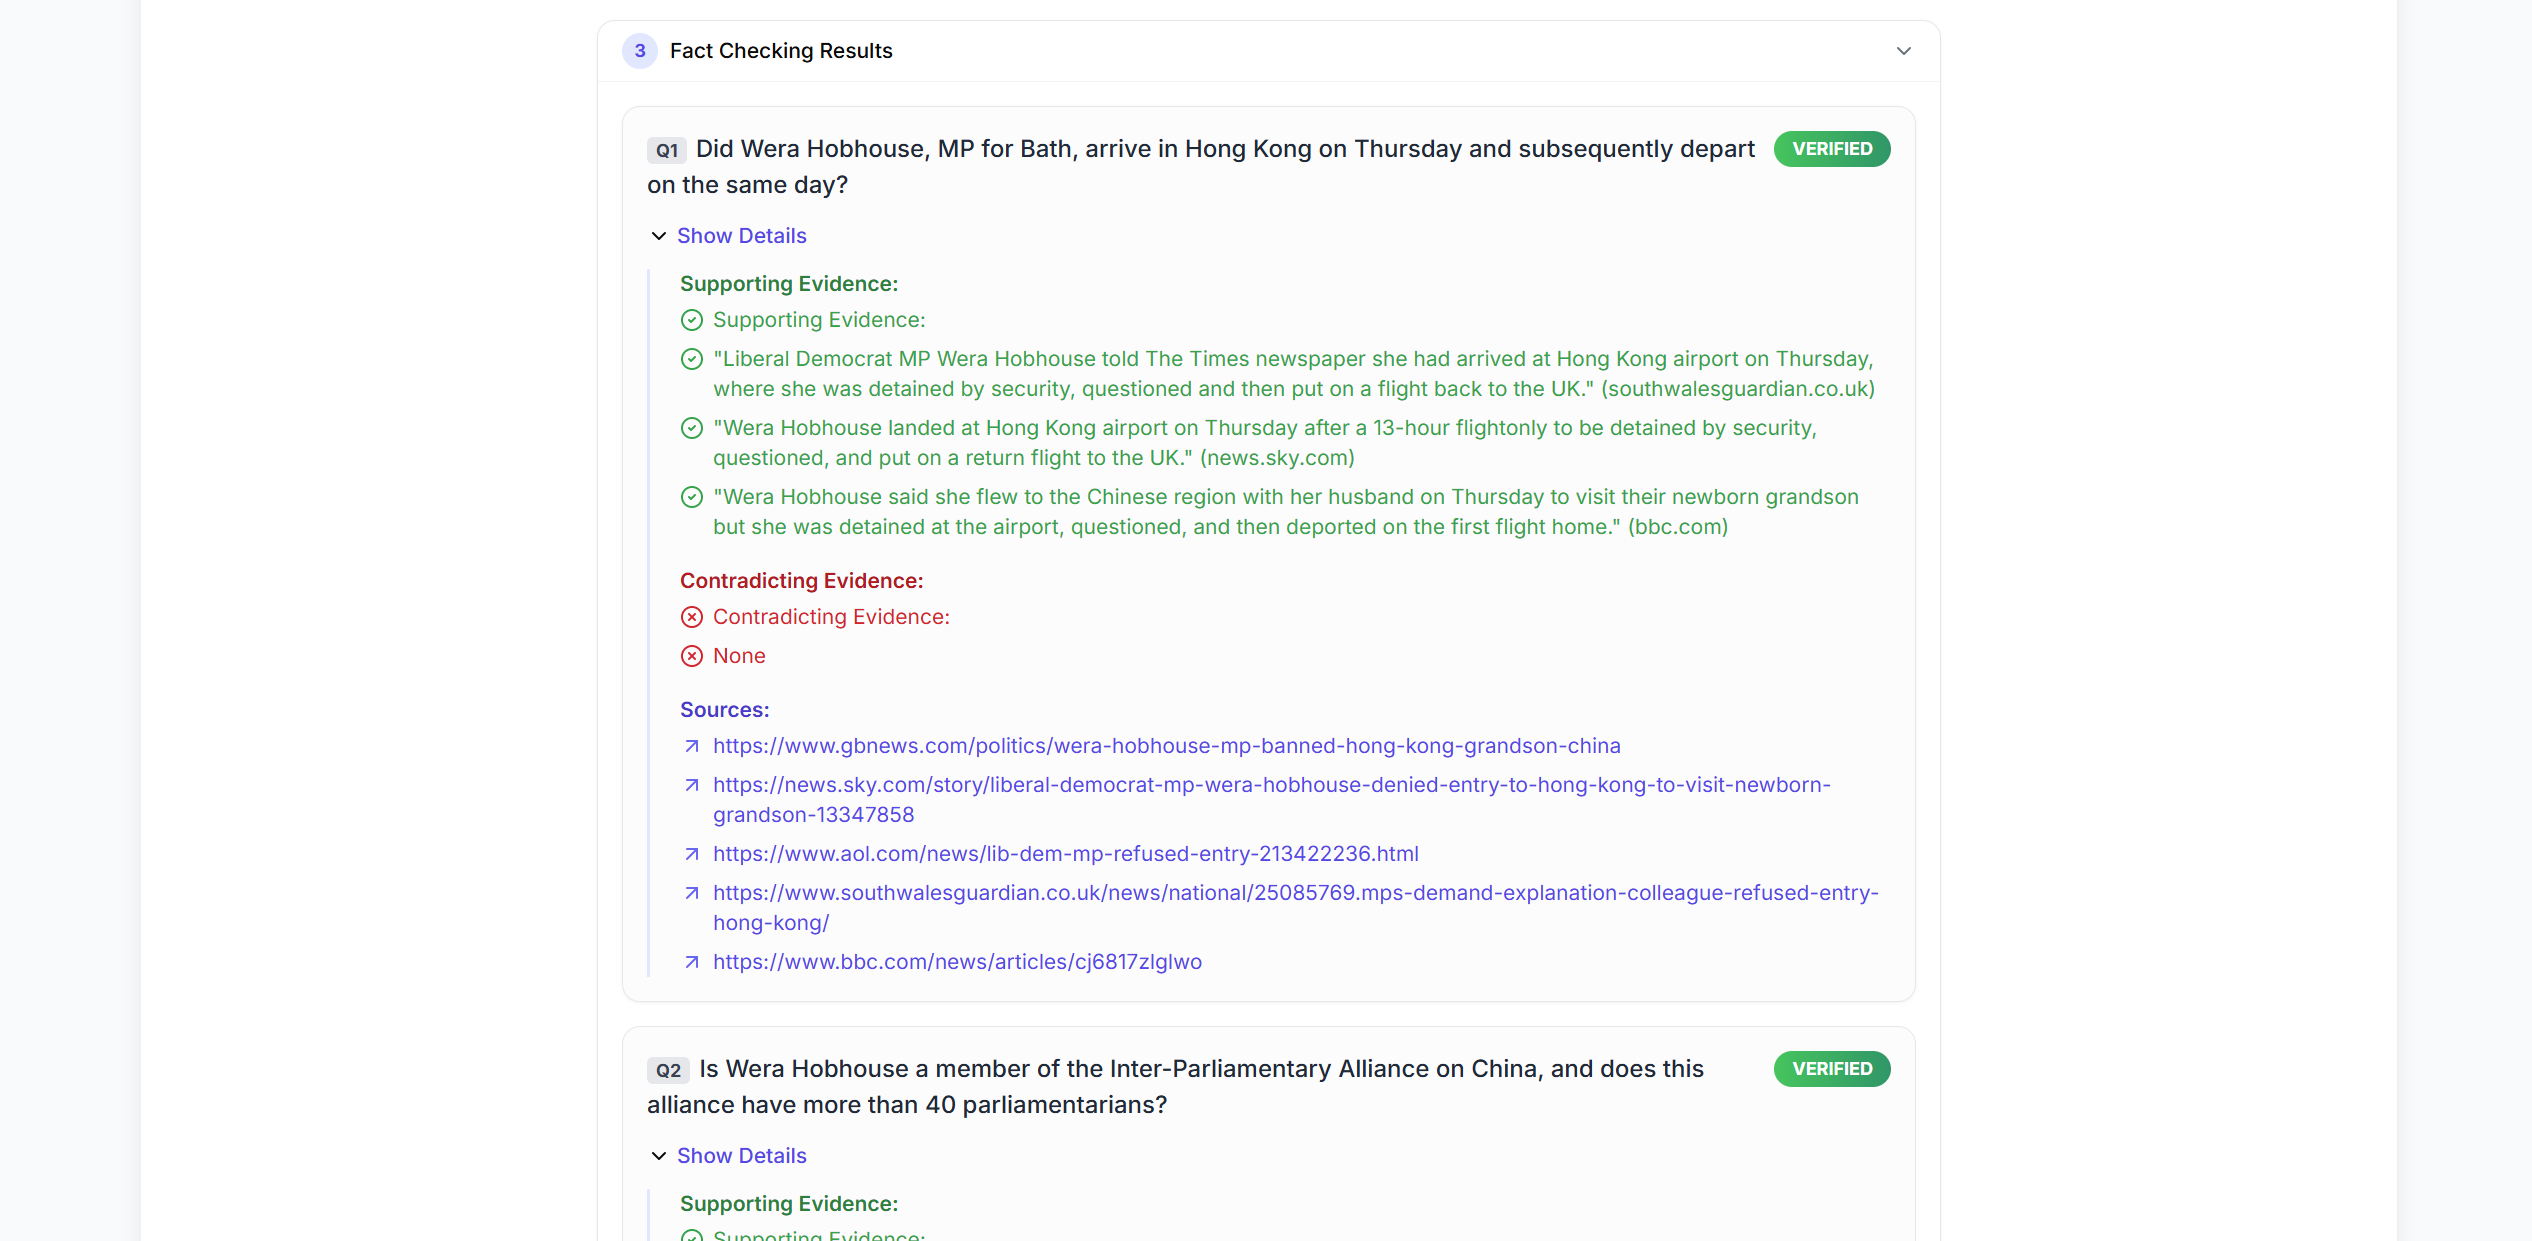 3 Fact Checking Results
Q1 Did Wera Hobhouse, MP for Bath, arrive in Hong Kong on Thursday and subsequently depart
on the same day?
VERIFIED
Show Details
Supporting Evidence:
Supporting Evidence:
"Liberal Democrat MP Wera Hobhouse told The Times newspaper she had arrived at Hong Kong airport on Thursday,
where she was detained by security, questioned and then put on a flight back to the UK." (southwalesguardian.co.uk)
"Wera Hobhouse landed at Hong Kong airport on Thursday after a 13-hour flightonly to be detained by security,
questioned, and put on a return flight to the UK." (news.sky.com)
"Wera Hobhouse said she flew to the Chinese region with her husband on Thursday to visit their newborn grandson
but she was detained at the airport, questioned, and then deported on the first flight home." (bbc.com)
Contradicting Evidence:
Contradicting Evidence:
None
Sources:
https://www.gbnews.com/politics/wera-hobhouse-mp-banned-hong-kong-grandson-china
https://news.sky.com/story/liberal-democrat-mp-wera-hobhouse-denied-entry-to-hong-kong-to-visit-newborn-
grandson-13347858
https://www.aol.com/news/lib-dem-mp-refused-entry-213422236.html
https://www.southwalesguardian.co.uk/news/national/25085769.mps-demand-explanation-colleague-refused-entry-
hong-kong/
https://www.bbc.com/news/articles/cj6817zlglwo
Q2 Is Wera Hobhouse a member of the Inter-Parliamentary Alliance on China, and does this
alliance have more than 40 parliamentarians?
VERIFIED
Show Details
Supporting Evidence:
Supporting Evidence: